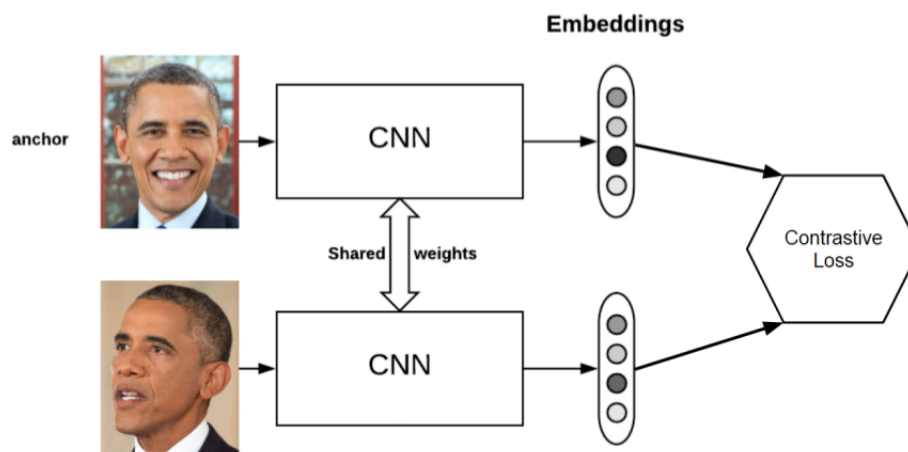 Embeddings
anchor
CNN
Shared weights
CNN
Contrastive
Loss